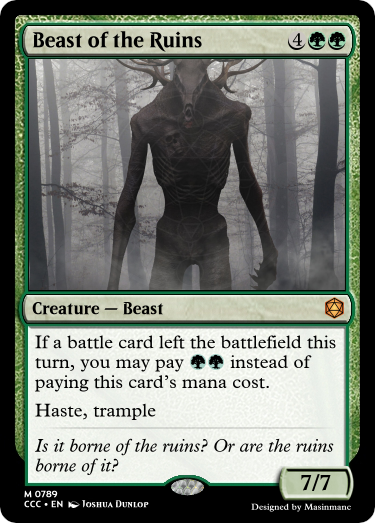 Beast of the Ruins 4
Creature — Beast
If a battle card left the battlefield this
turn, you may pay instead of
paying this card's mana cost.
Haste, trample
Is it borne of the ruins? Or are the ruins
borne of it?
7/7
M 0789
CCC • EN Joshua Dunlop
Designed by Masinmanc